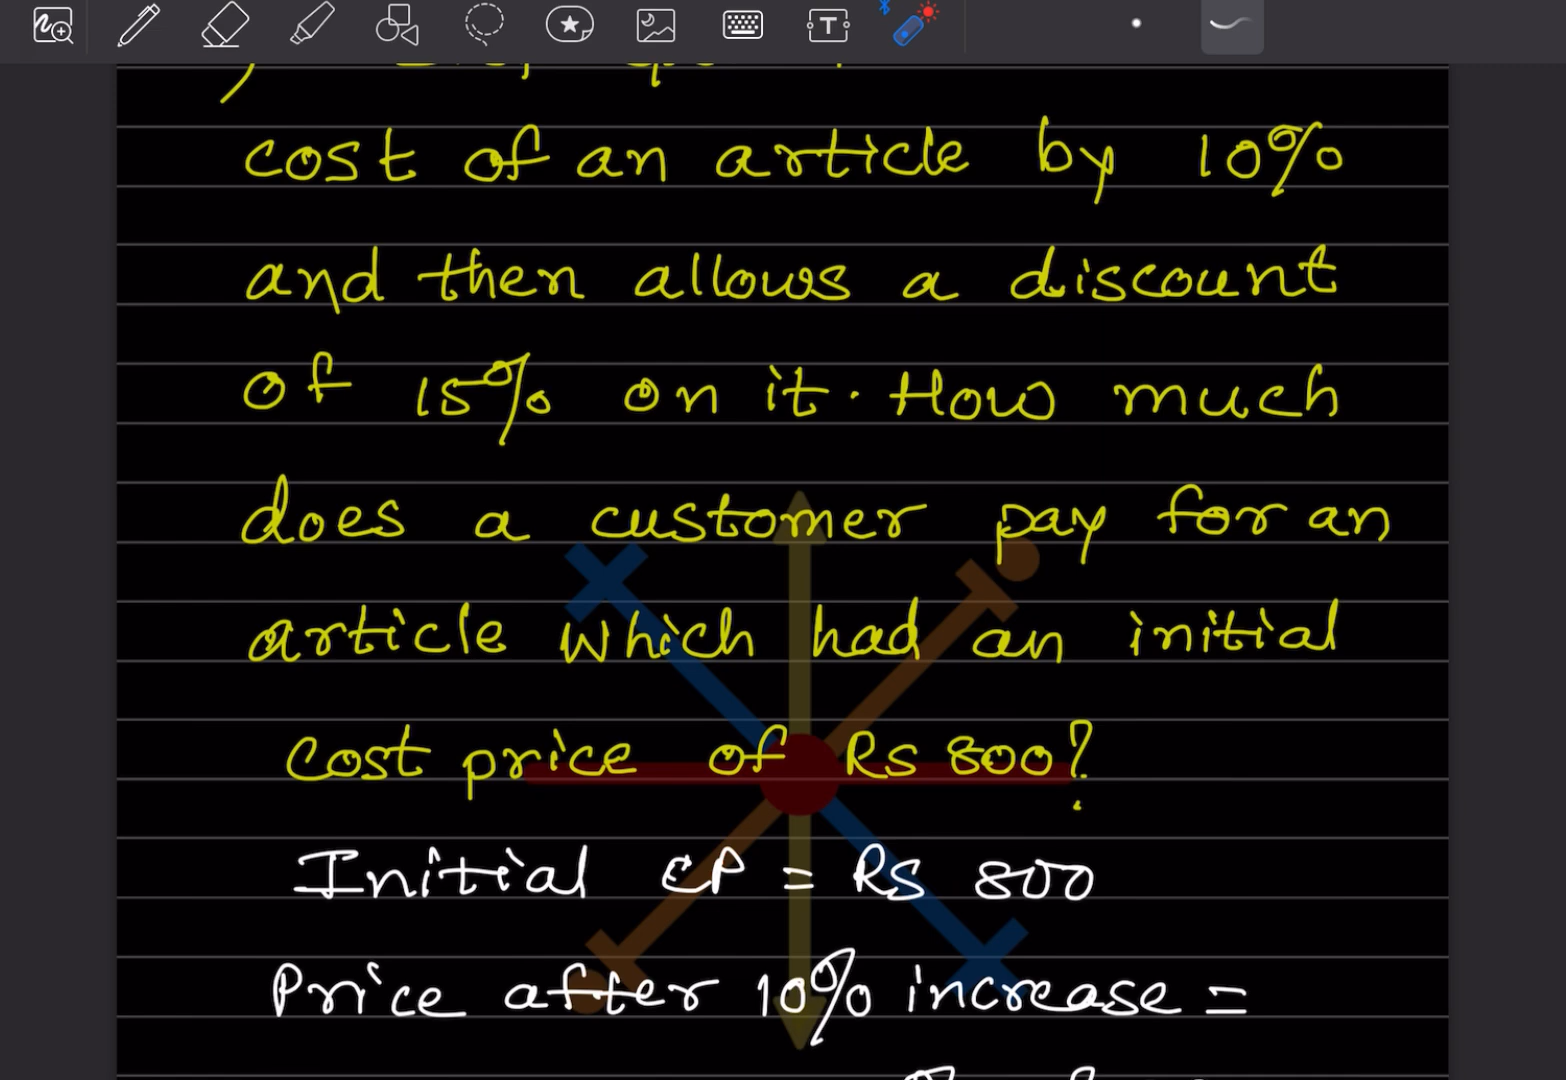 cost of an article by 10%
and then allows a discount
of 15% on it. How much
does a customer pay for an
article which had an initial
cost price of Rs 800?
Initial CP = Rs 800
Price after 10% increase =